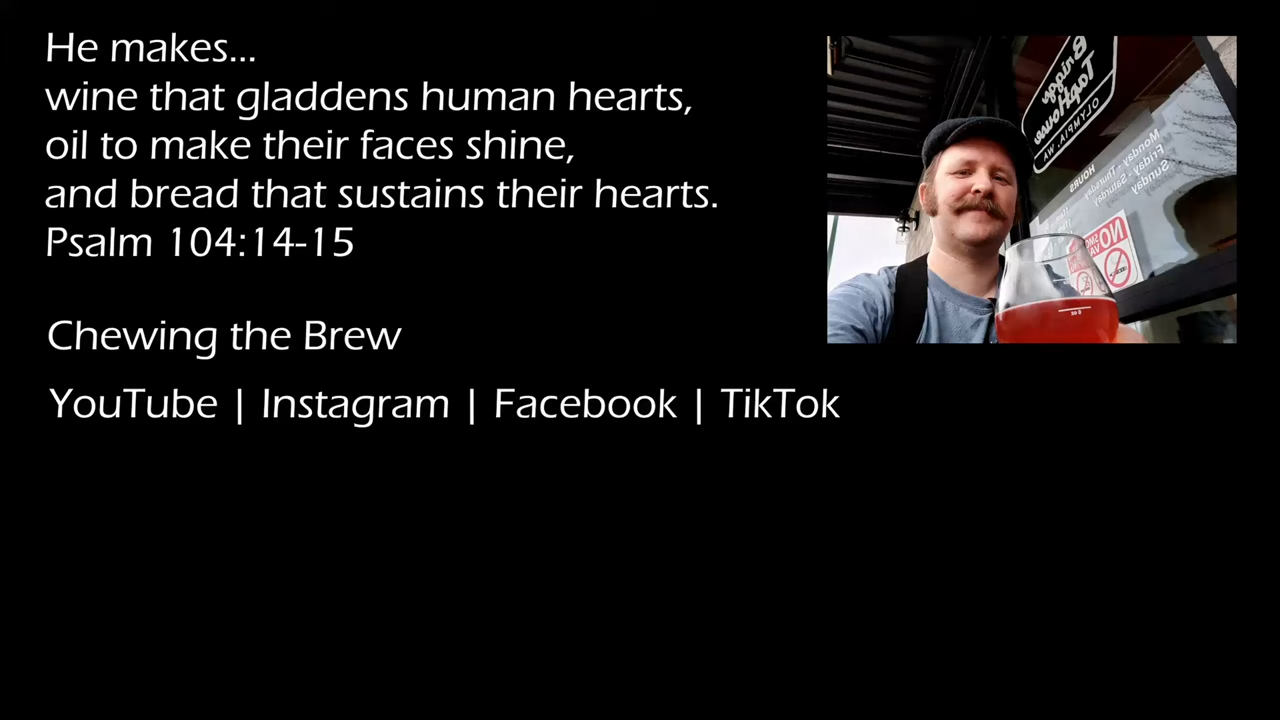 He makes...
wine that gladdens human hearts,
oil to make their faces shine,
and bread that sustains their hearts.
Psalm 104:14-15
Chewing the Brew
YouTube | Instagram | Facebook | TikTok
Briggs
TapHouse
OLYMPIA, WA
HOURS
Monday - Thursday
Friday - Saturday
Sunday
NO